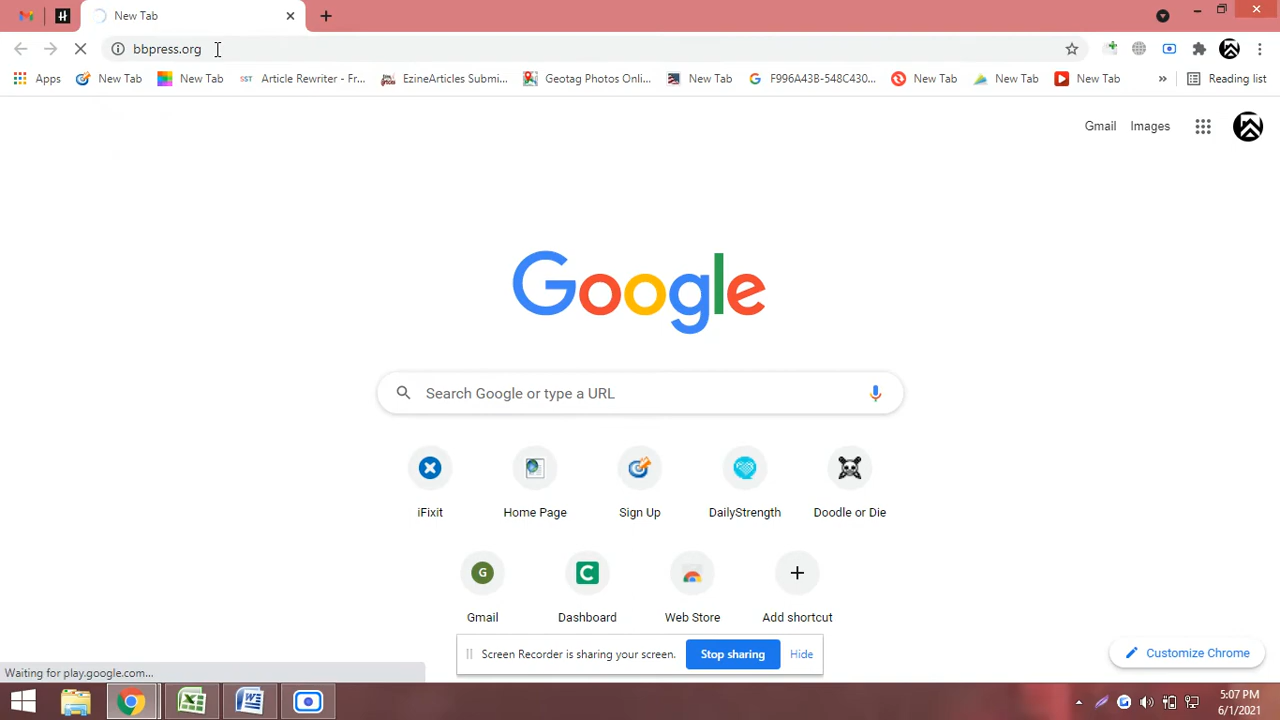 New Tab
bbpress.org
Apps
New Tab
New Tab
SST
Article Rewriter - Fr...
EzineArticles Submi...
Geotag Photos Onli...
New Tab
F996A43B-548C430...
New Tab
New Tab
New Tab
»
Reading list
Gmail
Images
Google
Search Google or type a URL
iFixit
Home Page
Sign Up
DailyStrength
Doodle or Die
G
C
Gmail
Dashboard
Web Store
Add shortcut
Screen Recorder is sharing your screen.
Stop sharing
Hide
Customize Chrome
Waiting for play.google.com...
5:07 PM
6/1/2021